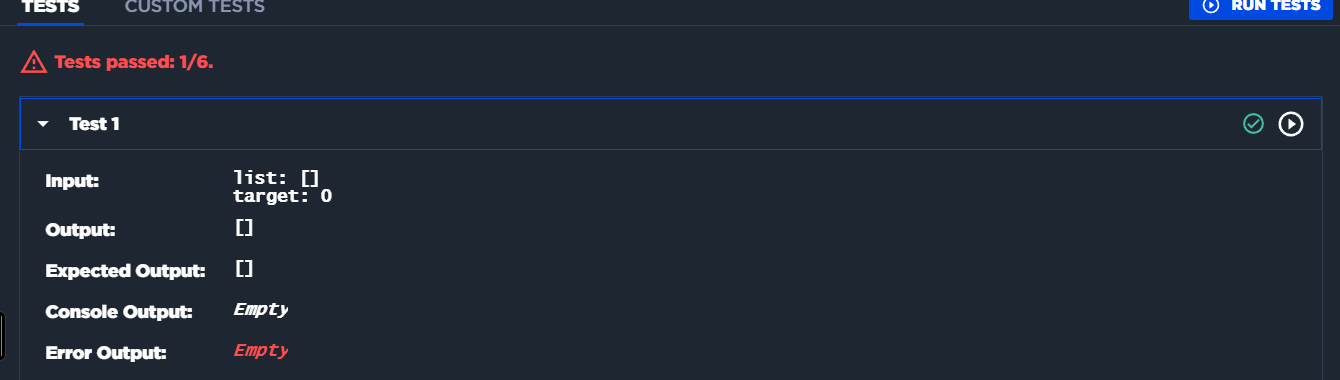 TESTS CUSTOM TESTS RUN TESTS
Tests passed: 1/6.
Test 1
Input: list: []
target: 0
Output: []
Expected Output: []
Console Output: Empty
Error Output: Empty